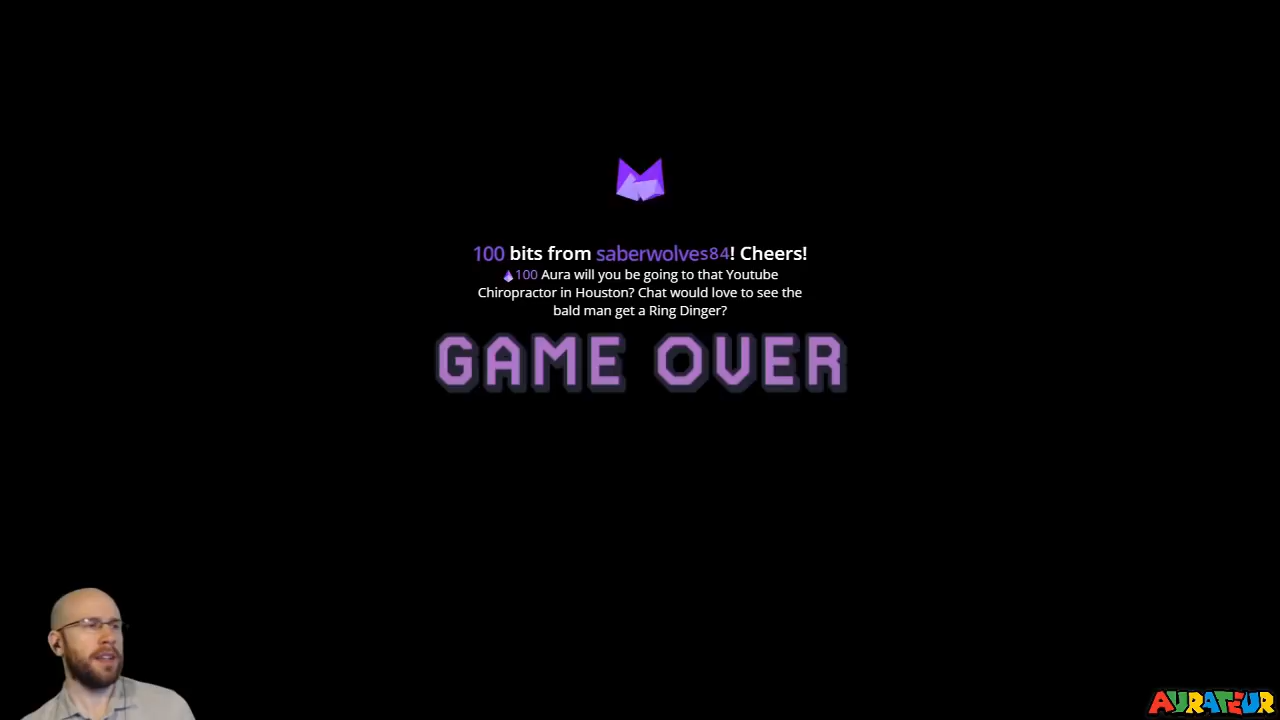 100 bits from saberwolves84! Cheers!
100 Aura will you be going to that Youtube
Chiropractor in Houston? Chat would love to see the
bald man get a Ring Dinger?
GAME OVER
AURATEUR